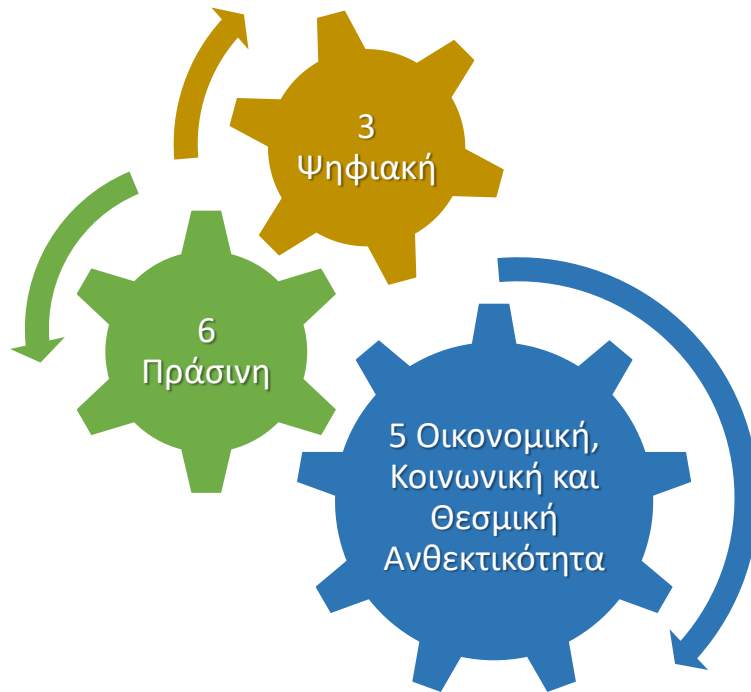 3
Ψηφιακή
6
Πράσινη
5 Οικονομική,
Κοινωνική και
Θεσμική
Ανθεκτικότητα